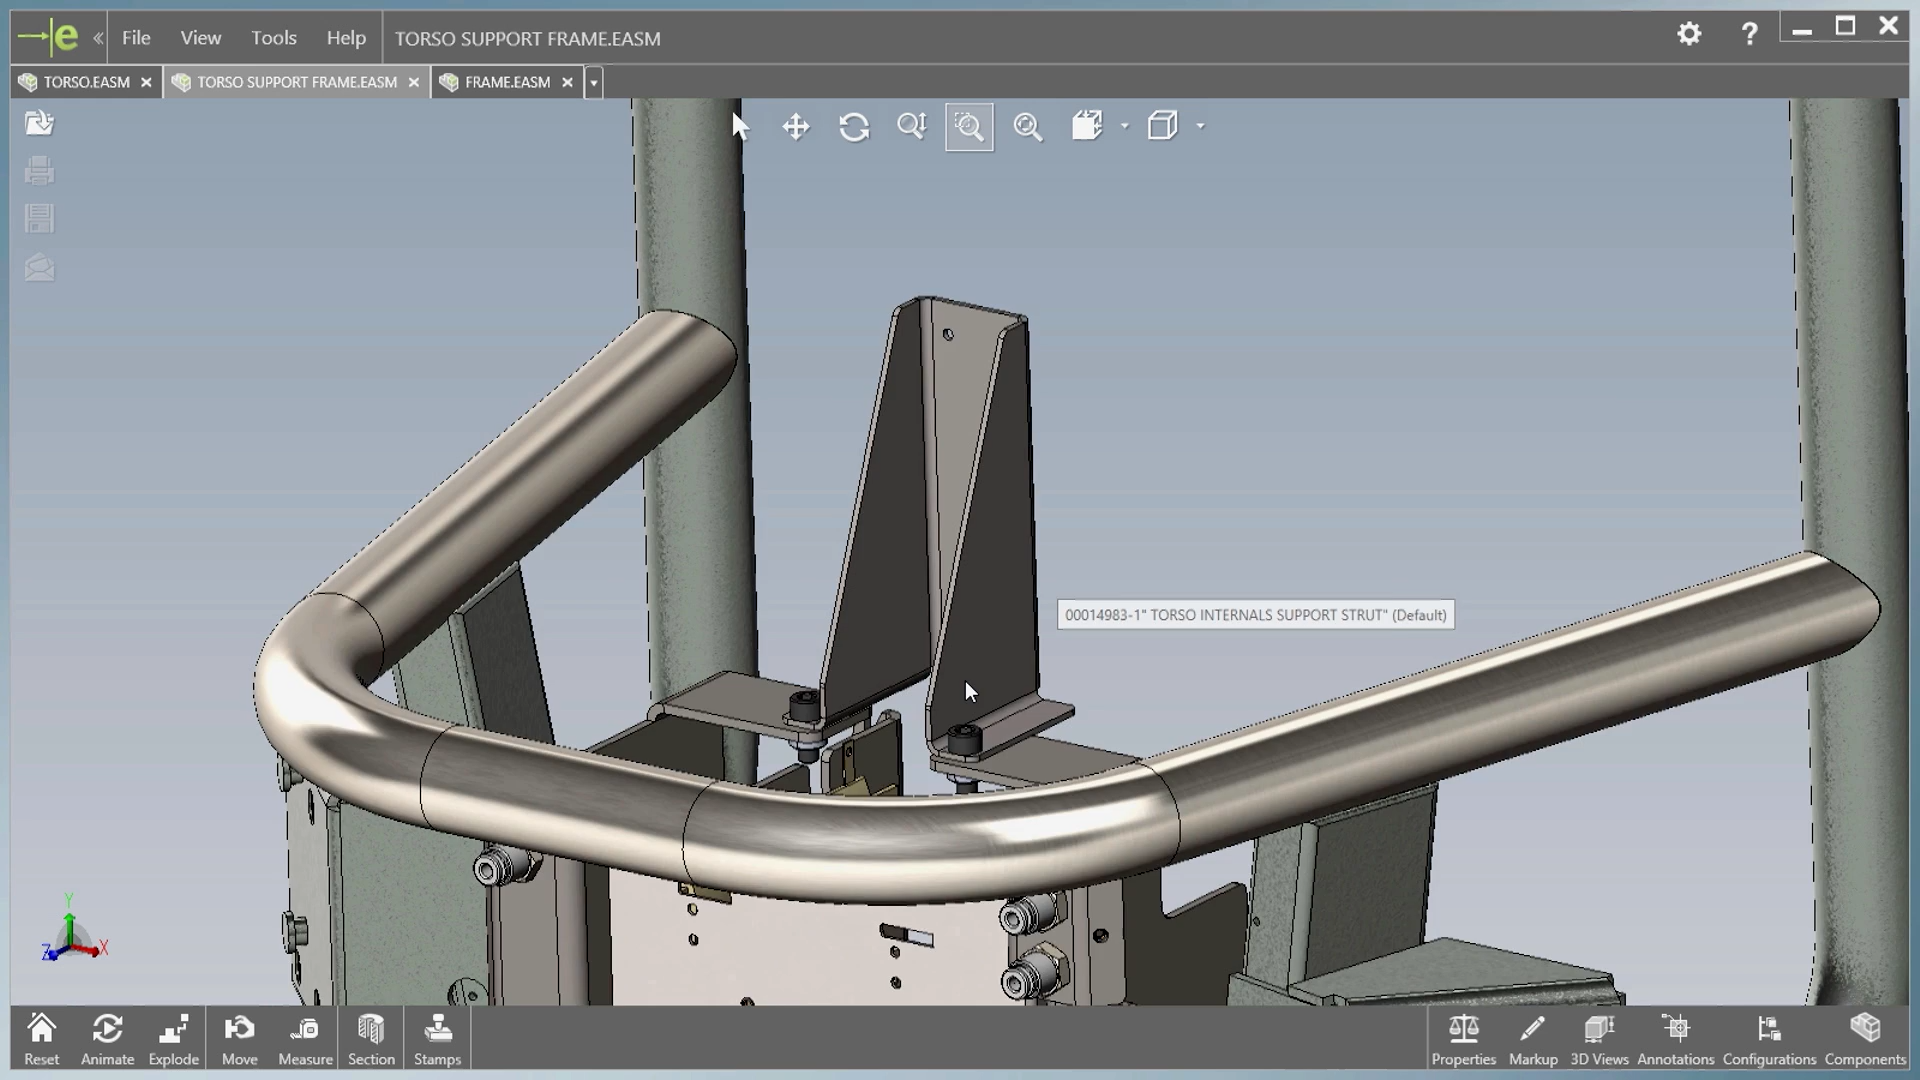 e «
File View Tools Help TORSO SUPPORT FRAME.EASM ?
TORSO.EASM TORSO SUPPORT FRAME.EASM FRAME.EASM
00014983-1" TORSO INTERNALS SUPPORT STRUT" (Default)
Y
Z X
Reset Animate Explode Move Measure Section Stamps Properties Markup 3D Views Annotations Configurations Components